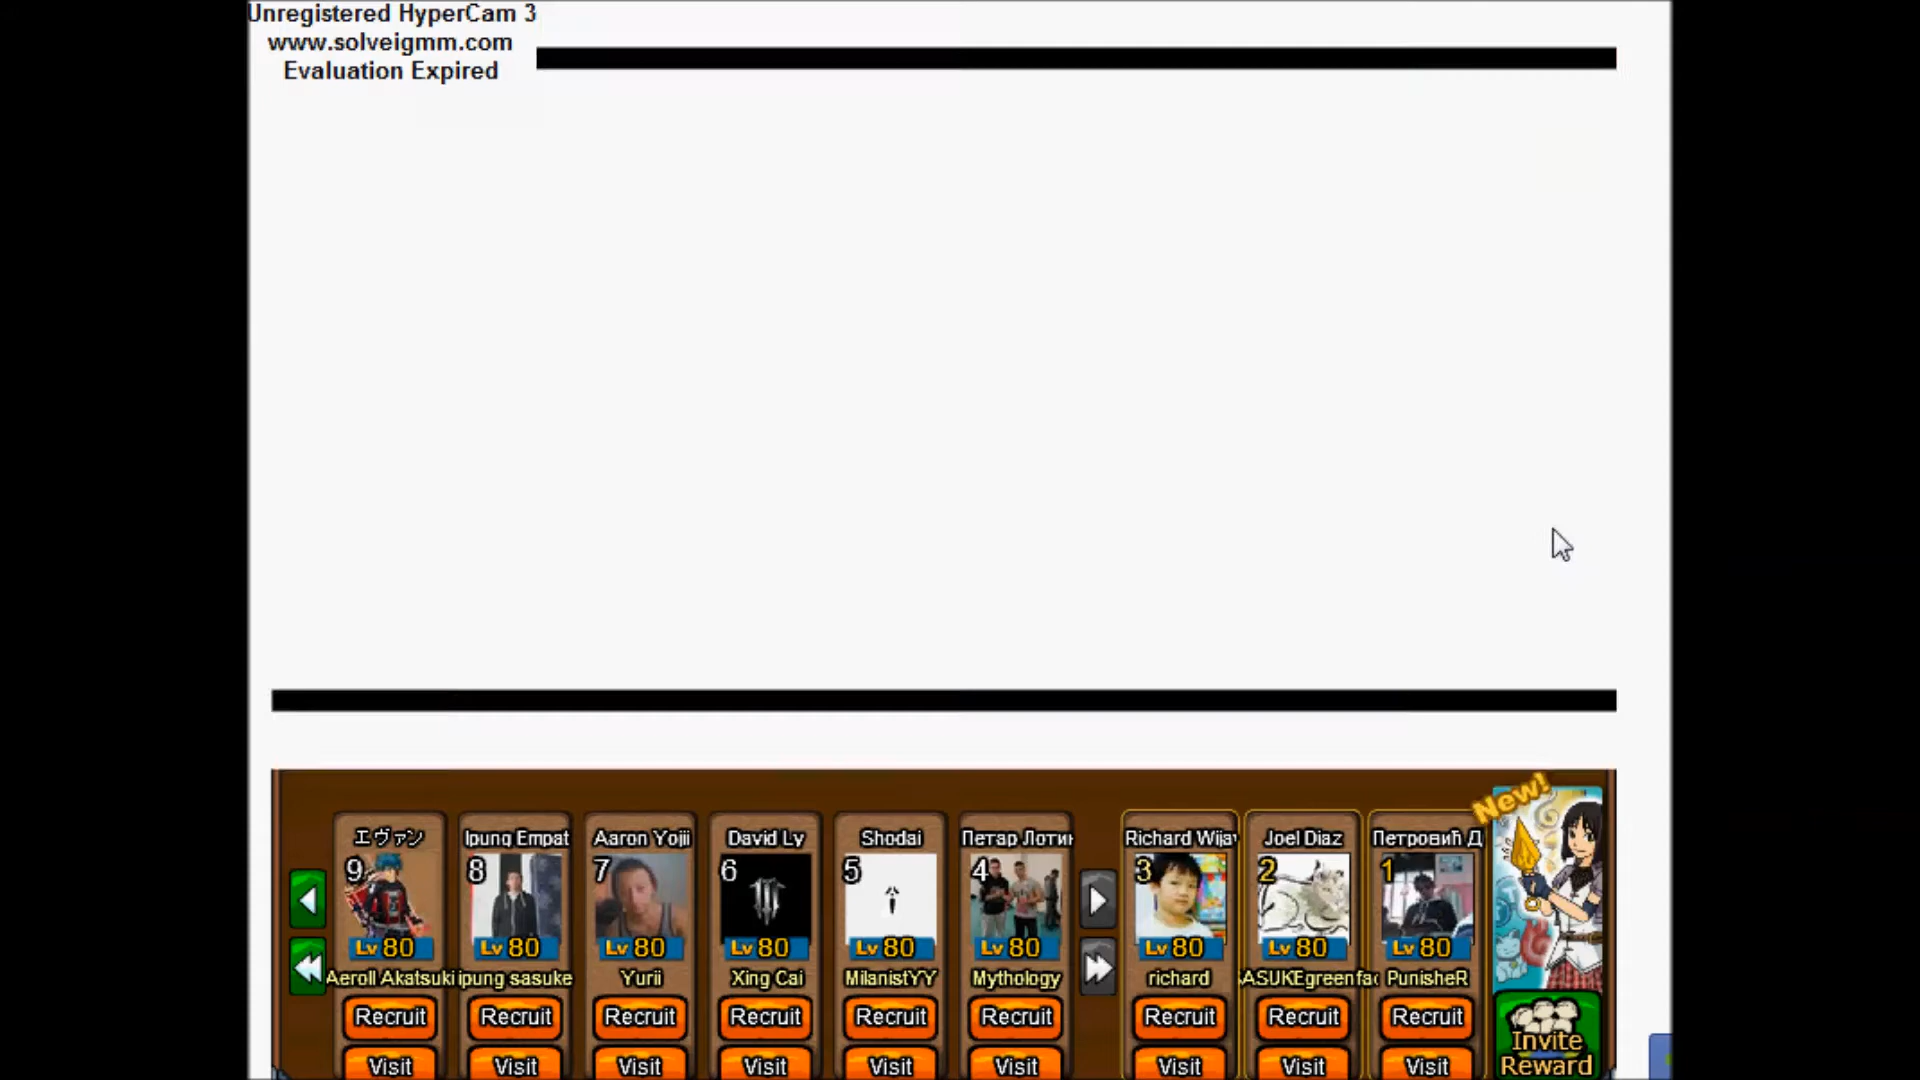 Unregistered HyperCam 3
www.solveigmm.com
Evaluation Expired
New!
エヴァン
Ipung Empat
Aaron Yojii
David Ly
Shodai
Петар Лотин
Richard Wija
Joel Diaz
Петровић Д
9
8
7
6
5
4
3
2
1
Lv 80
Lv 80
Lv 80
Lv 80
Lv 80
Lv 80
Lv 80
Lv 80
Lv 80
Aeroll Akatsuki
ipung sasuke
Yurii
Xing Cai
MilanistYY
Mythology
richard
ASUKEgreenfac
PunisheR
Recruit
Recruit
Recruit
Recruit
Recruit
Recruit
Recruit
Recruit
Recruit
Visit
Visit
Visit
Visit
Visit
Visit
Visit
Visit
Visit
Invite
Reward